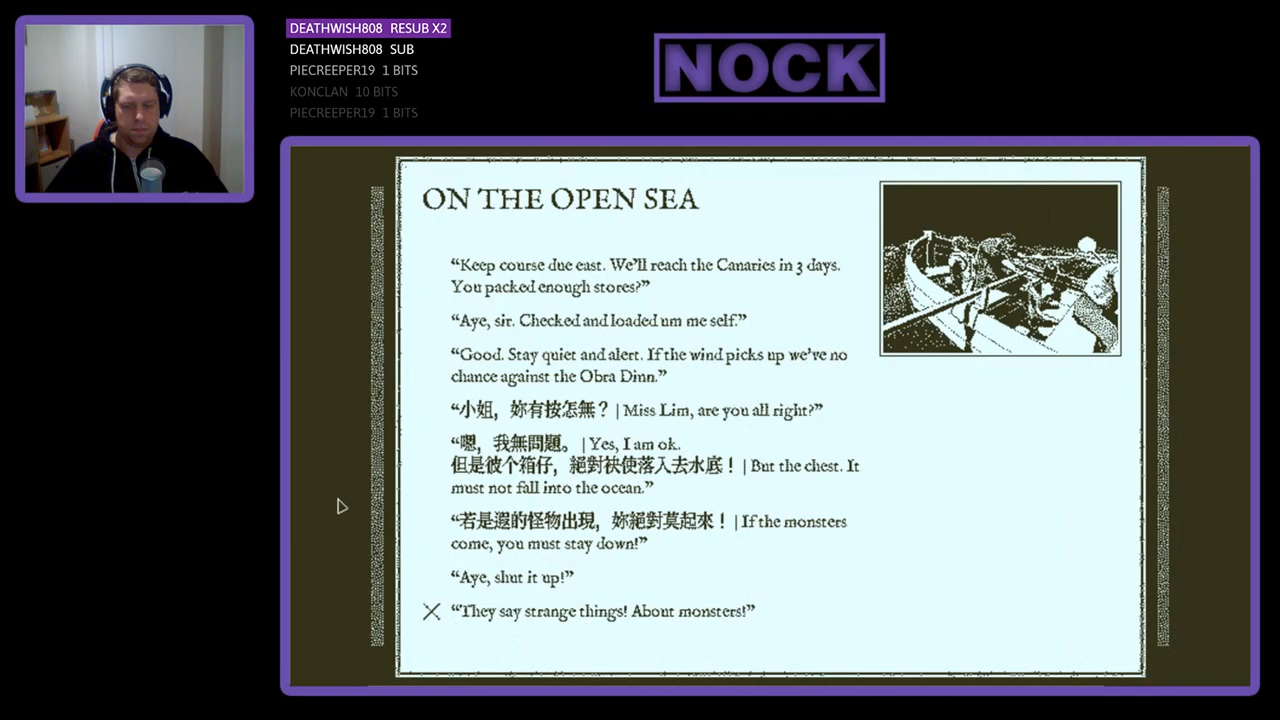 DEATHWISH808 RESUB X2
DEATHWISH808 SUB
PIECREEPER19 1 BITS
KONCLAN 10 BITS
PIECREEPER19 1 BITS
NOCK
ON THE OPEN SEA
“Keep course due east. We'll reach the Canaries in 3 days.
You packed enough stores?”
“Aye, sir. Checked and loaded um me self.”
“Good. Stay quiet and alert. If the wind picks up we've no
chance against the Obra Dinn.”
“小姐，妳有按怎無？ | Miss Lim, are you all right?”
“嗯，我無問題。 | Yes, I am ok.
但是彼个箱仔，絕對袂使落入去水底！ | But the chest. It
must not fall into the ocean.”
“若是遐的怪物出現，妳絕對莫起來！ | If the monsters
come, you must stay down!”
“Aye, shut it up!”
“They say strange things! About monsters!”